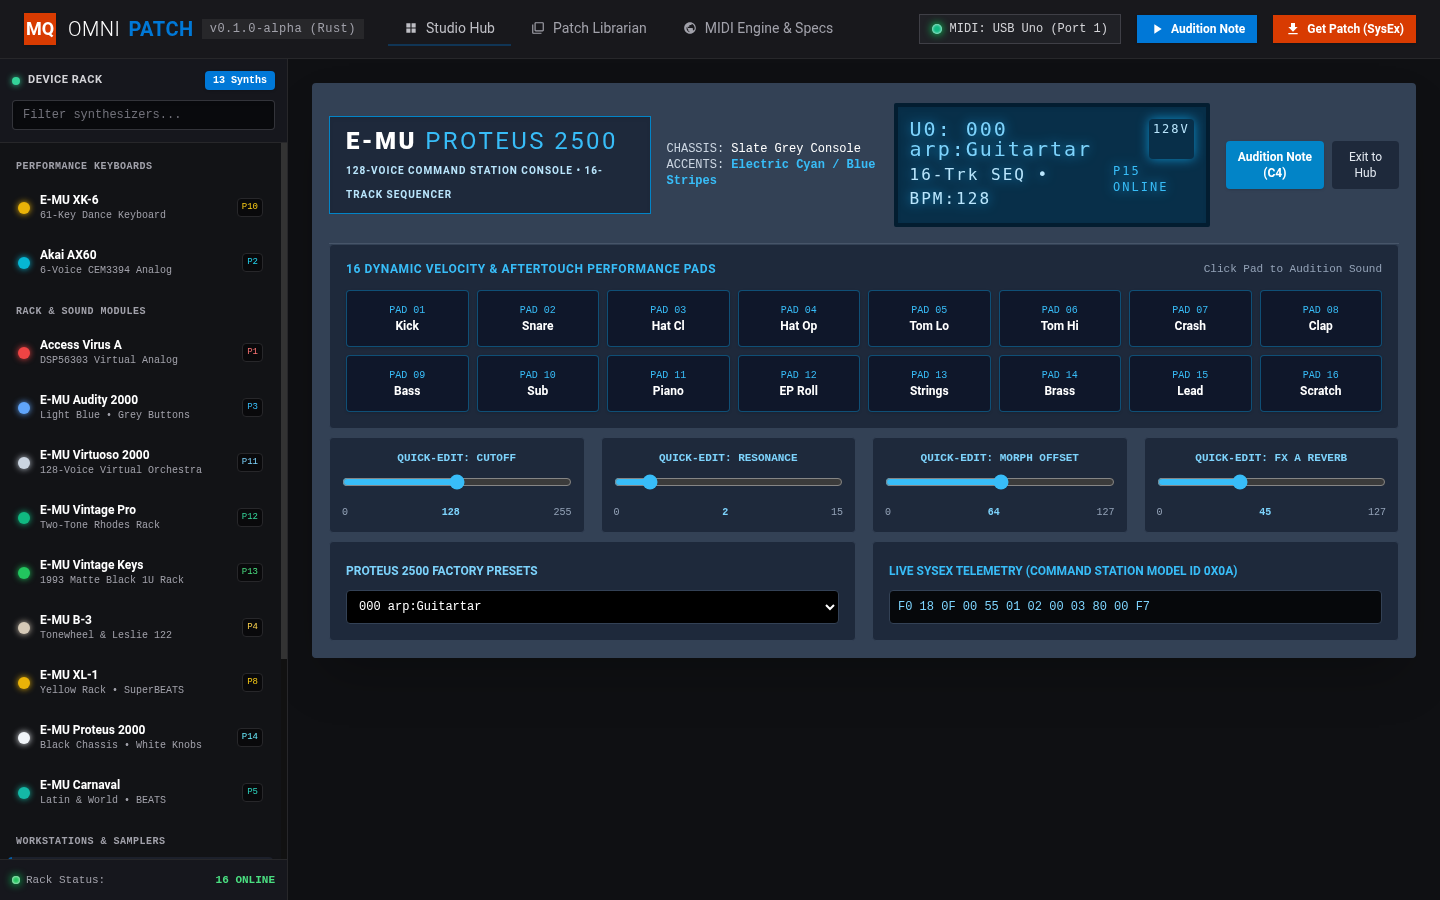 MQ OMNI PATCH v0.1.0-alpha (Rust) Studio Hub Patch Librarian MIDI Engine & Specs MIDI: USB Uno (Port 1) Audition Note Get Patch (SysEx)
DEVICE RACK 13 Synths
Filter synthesizers...
PERFORMANCE KEYBOARDS
E-MU XK-6
61-Key Dance Keyboard
P10
Akai AX60
6-Voice CEM3394 Analog
P2
RACK & SOUND MODULES
Access Virus A
DSP56303 Virtual Analog
P1
E-MU Audity 2000
Light Blue • Grey Buttons
P3
E-MU Virtuoso 2000
128-Voice Virtual Orchestra
P11
E-MU Vintage Pro
Two-Tone Rhodes Rack
P12
E-MU Vintage Keys
1993 Matte Black 1U Rack
P13
E-MU B-3
Tonewheel & Leslie 122
P4
E-MU XL-1
Yellow Rack • SuperBEATS
P8
E-MU Proteus 2000
Black Chassis • White Knobs
P14
E-MU Carnaval
Latin & World • BEATS
P5
WORKSTATIONS & SAMPLERS
Rack Status: 16 ONLINE
E-MU PROTEUS 2500
128-VOICE COMMAND STATION CONSOLE • 16-
TRACK SEQUENCER
CHASSIS: Slate Grey Console
ACCENTS: Electric Cyan / Blue
Stripes
U0: 000
arp:Guitartar
128V
16-Trk SEQ •
BPM:128
P15
ONLINE
Audition Note
(C4)
Exit to
Hub
16 DYNAMIC VELOCITY & AFTERTOUCH PERFORMANCE PADS Click Pad to Audition Sound
PAD 01 PAD 02 PAD 03 PAD 04 PAD 05 PAD 06 PAD 07 PAD 08
Kick Snare Hat Cl Hat Op Tom Lo Tom Hi Crash Clap
PAD 09 PAD 10 PAD 11 PAD 12 PAD 13 PAD 14 PAD 15 PAD 16
Bass Sub Piano EP Roll Strings Brass Lead Scratch
QUICK-EDIT: CUTOFF QUICK-EDIT: RESONANCE QUICK-EDIT: MORPH OFFSET QUICK-EDIT: FX A REVERB
0 128 255 0 2 15 0 64 127 0 45 127
PROTEUS 2500 FACTORY PRESETS
000 arp:Guitartar
LIVE SYSEX TELEMETRY (COMMAND STATION MODEL ID 0X0A)
F0 18 0F 00 55 01 02 00 03 80 00 F7